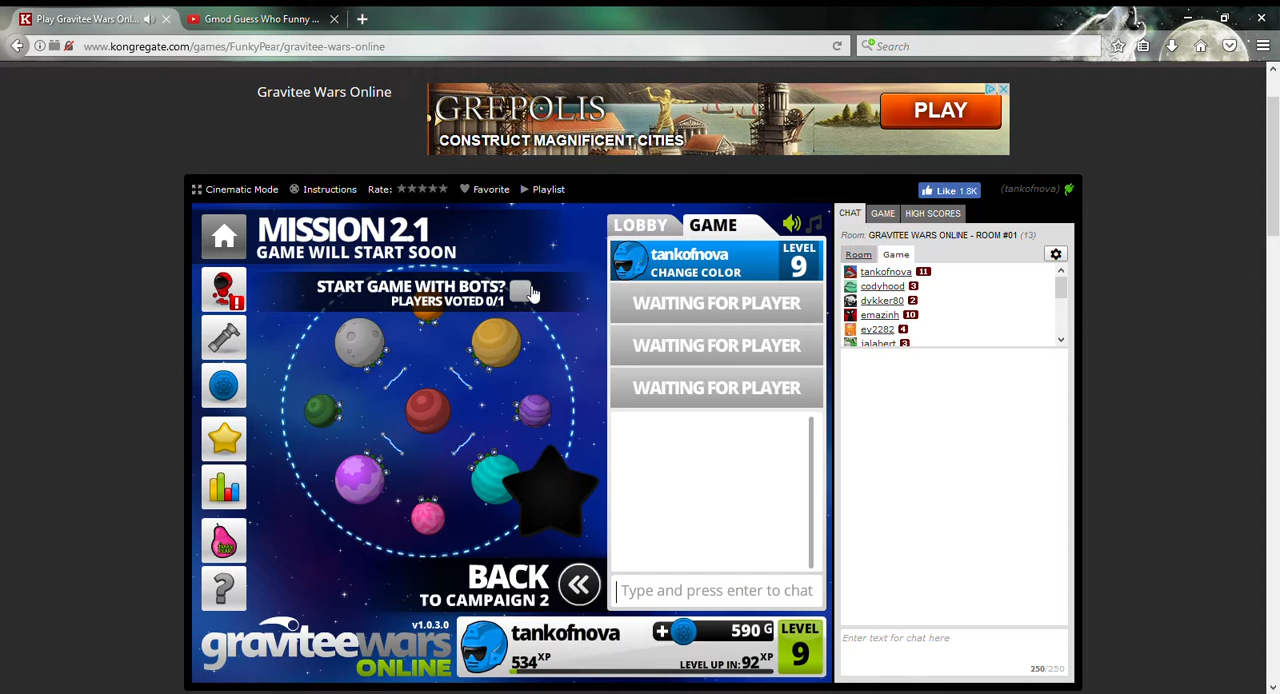 Play Gravitee Wars Onl...
Gmod Guess Who Funny ...
www.kongregate.com/games/FunkyPear/gravitee-wars-online
Search
Gravitee Wars Online
GREPOLIS
CONSTRUCT MAGNIFICENT CITIES
PLAY
Cinematic Mode
Instructions
Rate:
Favorite
Playlist
Like 1.8K
(tankofnova)
MISSION 2.1
GAME WILL START SOON
START GAME WITH BOTS?
PLAYERS VOTED 0/1
LOBBY
GAME
tankofnova
CHANGE COLOR
LEVEL
9
WAITING FOR PLAYER
WAITING FOR PLAYER
WAITING FOR PLAYER
Type and press enter to chat
BACK
TO CAMPAIGN 2
v1.0.3.0
graviteewars
ONLINE
tankofnova
590 G
534 XP
LEVEL UP IN: 92 XP
LEVEL
9
CHAT
GAME
HIGH SCORES
Room: GRAVITEE WARS ONLINE - ROOM #01 (13)
Room
Game
tankofnova 11
codyhood 3
dvkker80 2
emazinh 10
ev2282 4
jalabert 3
Enter text for chat here
250/250